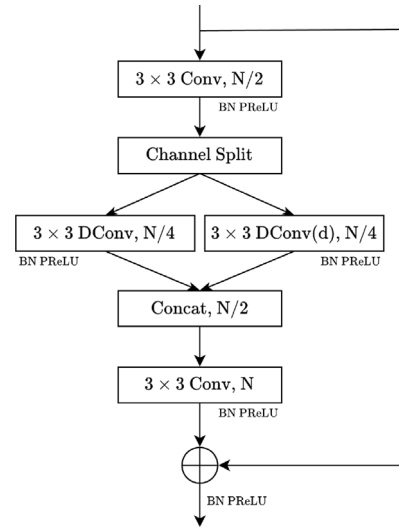 3 × 3 Conv, N/2
BN PReLU
Channel Split
3 × 3 DConv, N/4
3 × 3 DConv(d), N/4
BN PReLU
BN PReLU
Concat, N/2
3 × 3 Conv, N
BN PReLU
BN PReLU